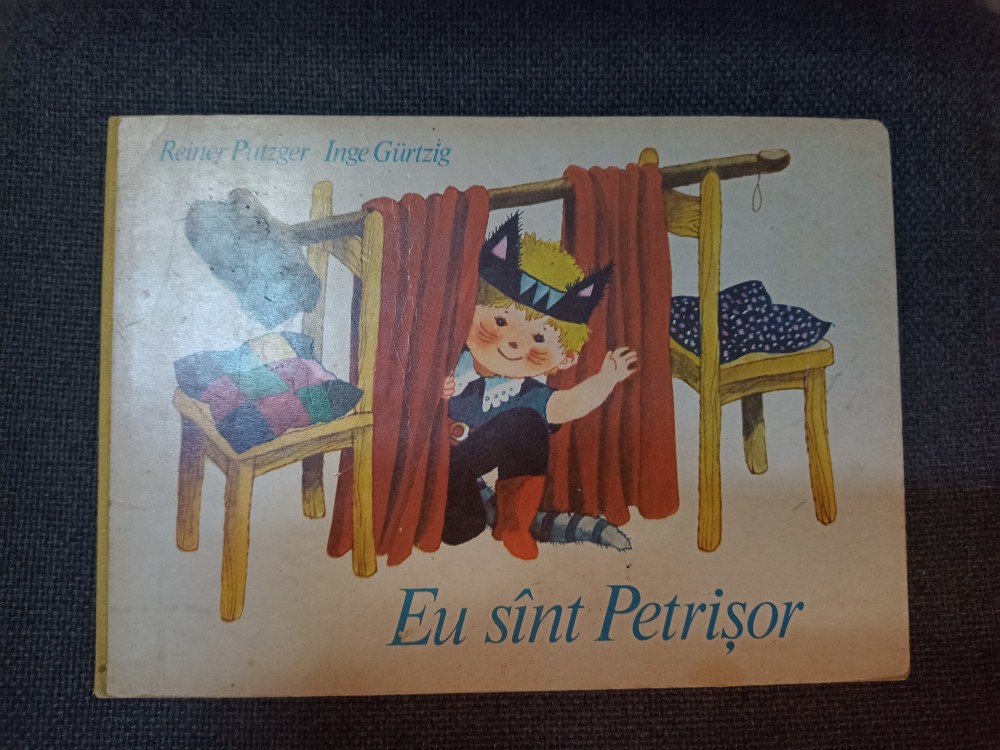 Reiner Putzger Inge Gürtzig
Eu sînt Petrișor